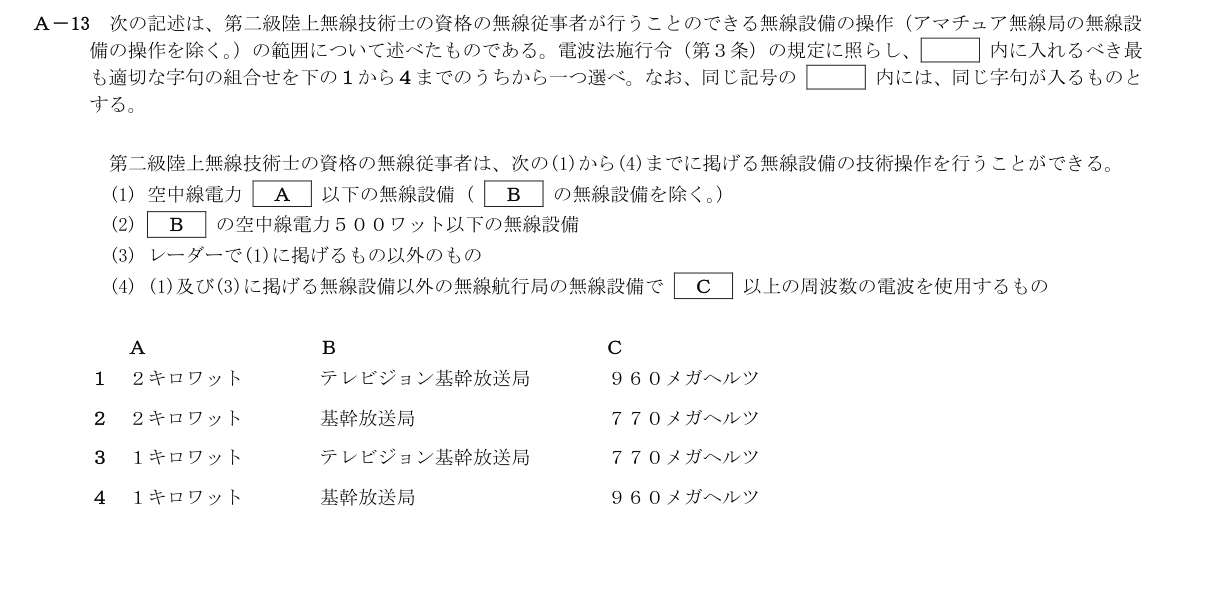 A－13　次の記述は、第二級陸上無線技術士の資格の無線従事者が行うことのできる無線設備の操作（アマチュア無線局の無線設
備の操作を除く。）の範囲について述べたものである。電波法施行令（第３条）の規定に照らし、　　　内に入れるべき最
も適切な字句の組合せを下の１から４までのうちから一つ選べ。なお、同じ記号の　　　内には、同じ字句が入るものと
する。
第二級陸上無線技術士の資格の無線従事者は、次の(1)から(4)までに掲げる無線設備の技術操作を行うことができる。
(1) 空中線電力 A 以下の無線設備（ B の無線設備を除く。）
(2) B の空中線電力５００ワット以下の無線設備
(3) レーダーで(1)に掲げるもの以外のもの
(4) (1)及び(3)に掲げる無線設備以外の無線航行局の無線設備で C 以上の周波数の電波を使用するもの
A　B　C
1　２キロワット　テレビジョン基幹放送局　９６０メガヘルツ
2　２キロワット　基幹放送局　７７０メガヘルツ
3　１キロワット　テレビジョン基幹放送局　７７０メガヘルツ
4　１キロワット　基幹放送局　９６０メガヘルツ